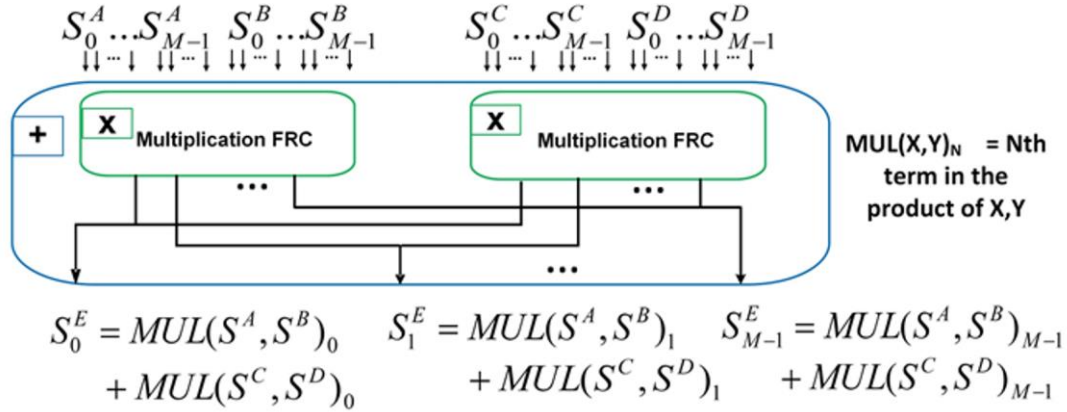 S_0^A ...S_{M-1}^A S_0^B ...S_{M-1}^B S_0^C ...S_{M-1}^C S_0^D ...S_{M-1}^D
... ... ... ... ... ... ... ...
+ X Multiplication FRC X Multiplication FRC
MUL(X,Y)_N = Nth
term in the
product of X,Y
... ...
...
S_0^E = MUL(S^A,S^B)_0 S_1^E = MUL(S^A,S^B)_1 S_{M-1}^E = MUL(S^A,S^B)_{M-1}
+ MUL(S^C,S^D)_0 + MUL(S^C,S^D)_1 + MUL(S^C,S^D)_{M-1}